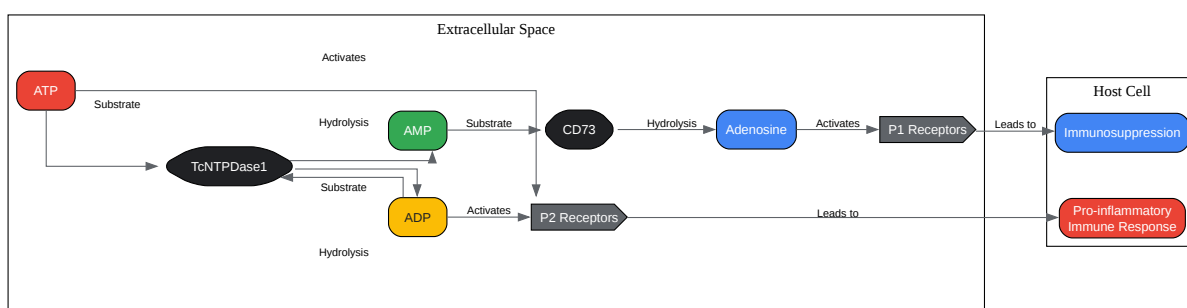 Extracellular Space
Activates
ATP
Substrate
Host Cell
Hydrolysis
AMP
Substrate
CD73
Hydrolysis
Adenosine
Activates
P1 Receptors
Leads to
Immunosuppression
TcNTPDase1
Substrate
ADP
Activates
P2 Receptors
Leads to
Pro-inflammatory
Immune Response
Hydrolysis